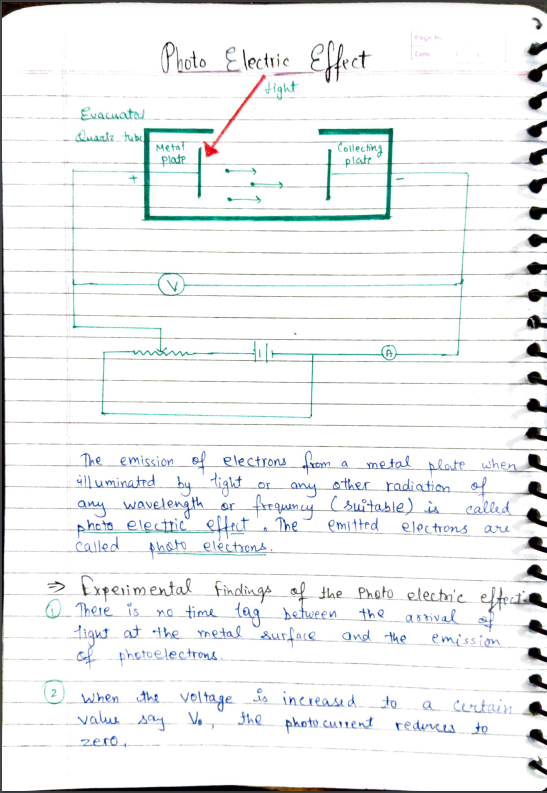 Page No.
Date
Photo Electric Effect
light
Evacuated
Quartz tube
Metal
plate
Collecting
plate
+
-
V
A
The emission of electrons from a metal plate when
illuminated by light or any other radiation of
any wavelength or frequency (suitable) is called
photo electric effect. The emitted electrons are
called photo electrons.
⇒ Experimental findings of the Photo electric effect:
① There is no time lag between the arrival of
light at the metal surface and the emission
of photoelectrons.
② When the voltage is increased to a certain
value say V₀, the photocurrent reduces to
zero.